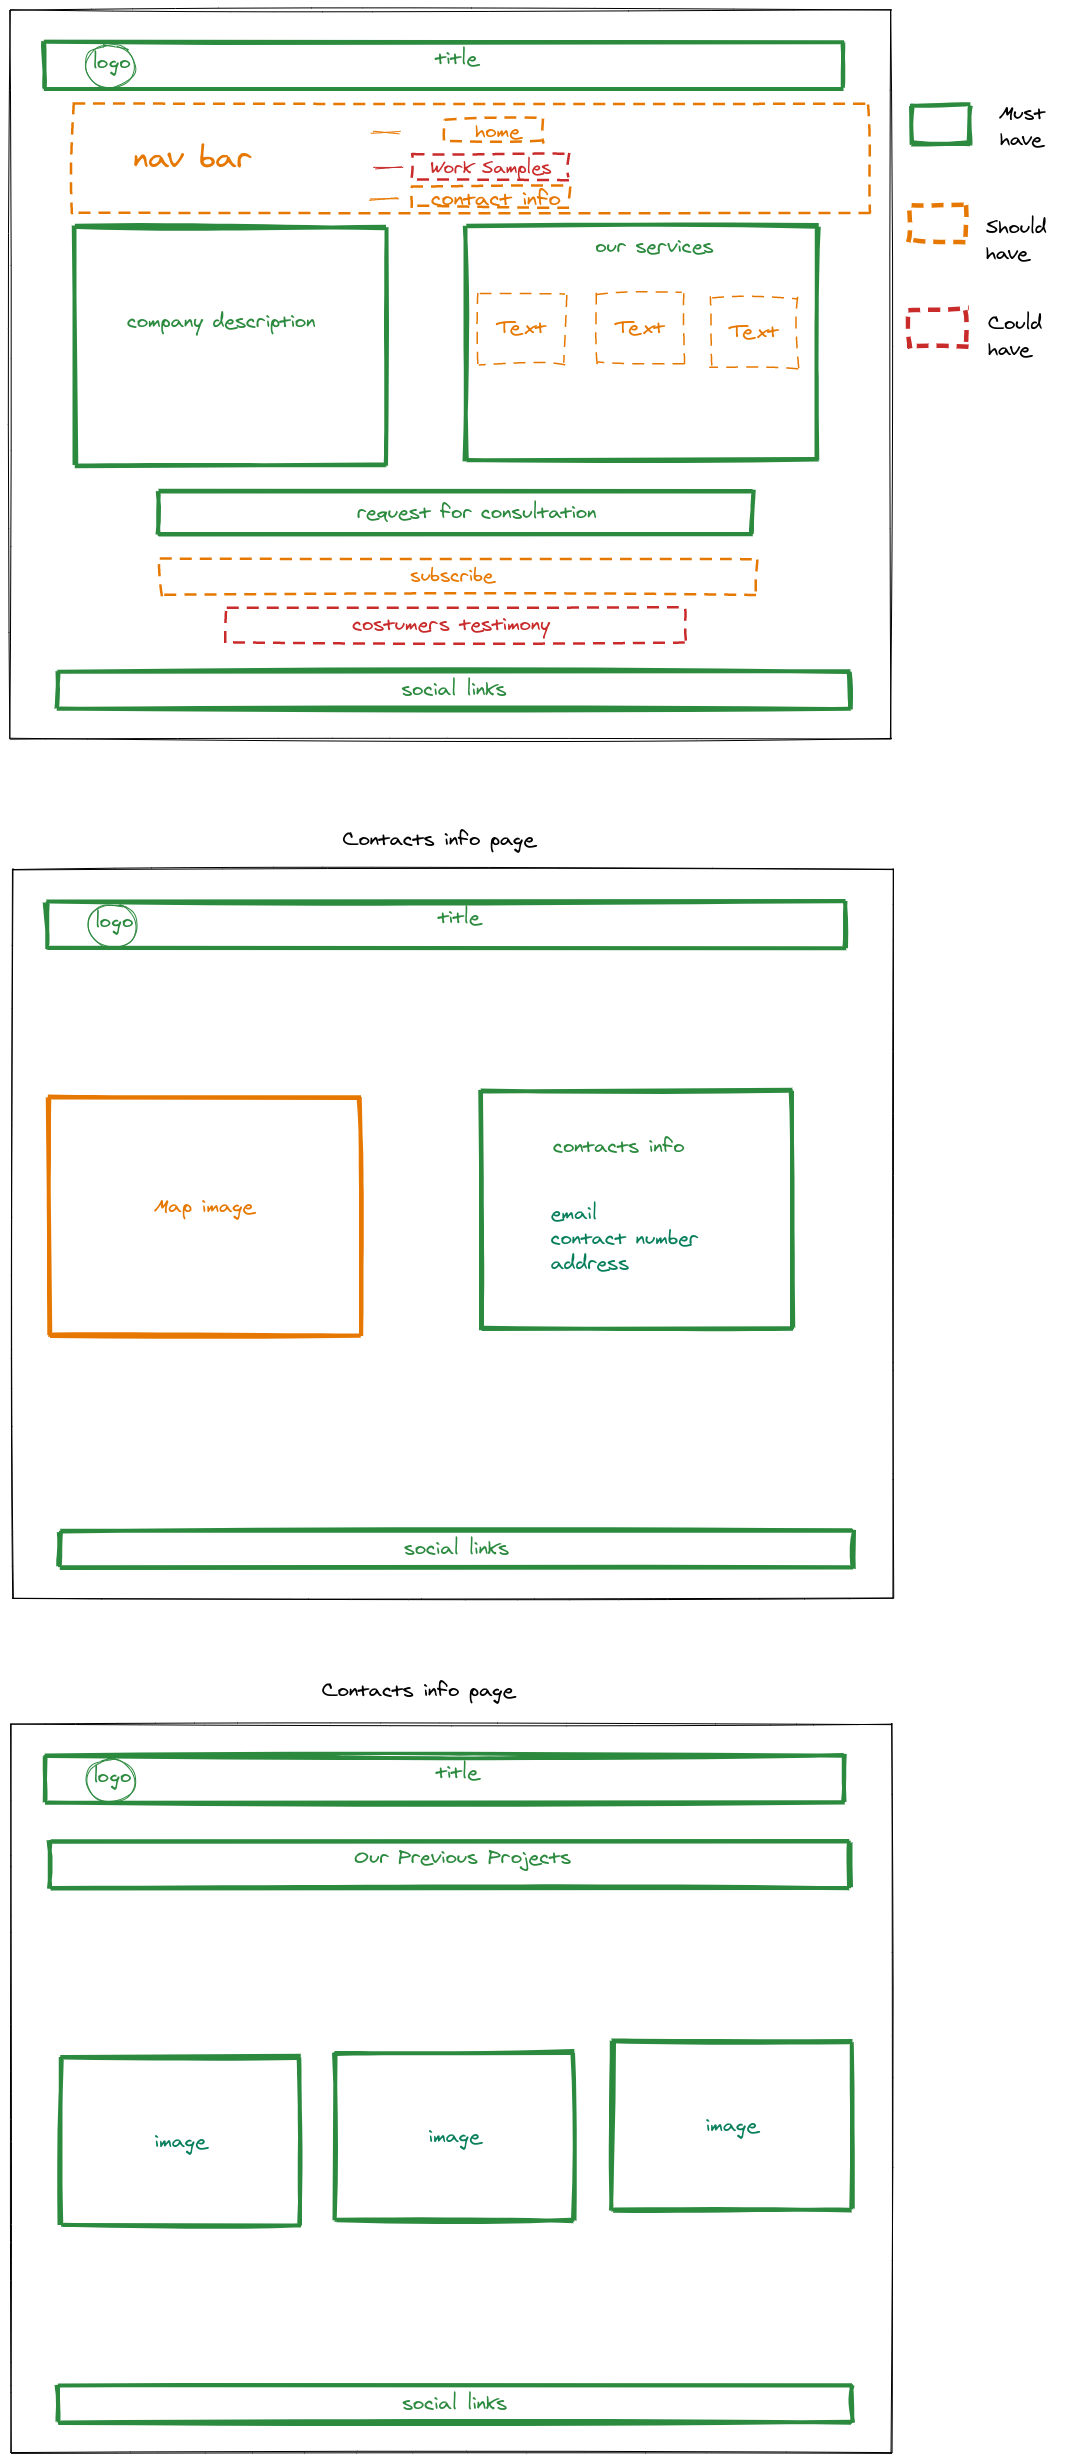 logo
title
nav bar
home
Work Samples
contact info
Must
have
Should
have
Could
have
company description
our services
Text
Text
Text
request for consultation
subscribe
costumers testimony
social links
Contacts info page
logo
title
Map image
contacts info
email
contact number
address
social links
Contacts info page
logo
title
Our Previous Projects
image
image
image
social links